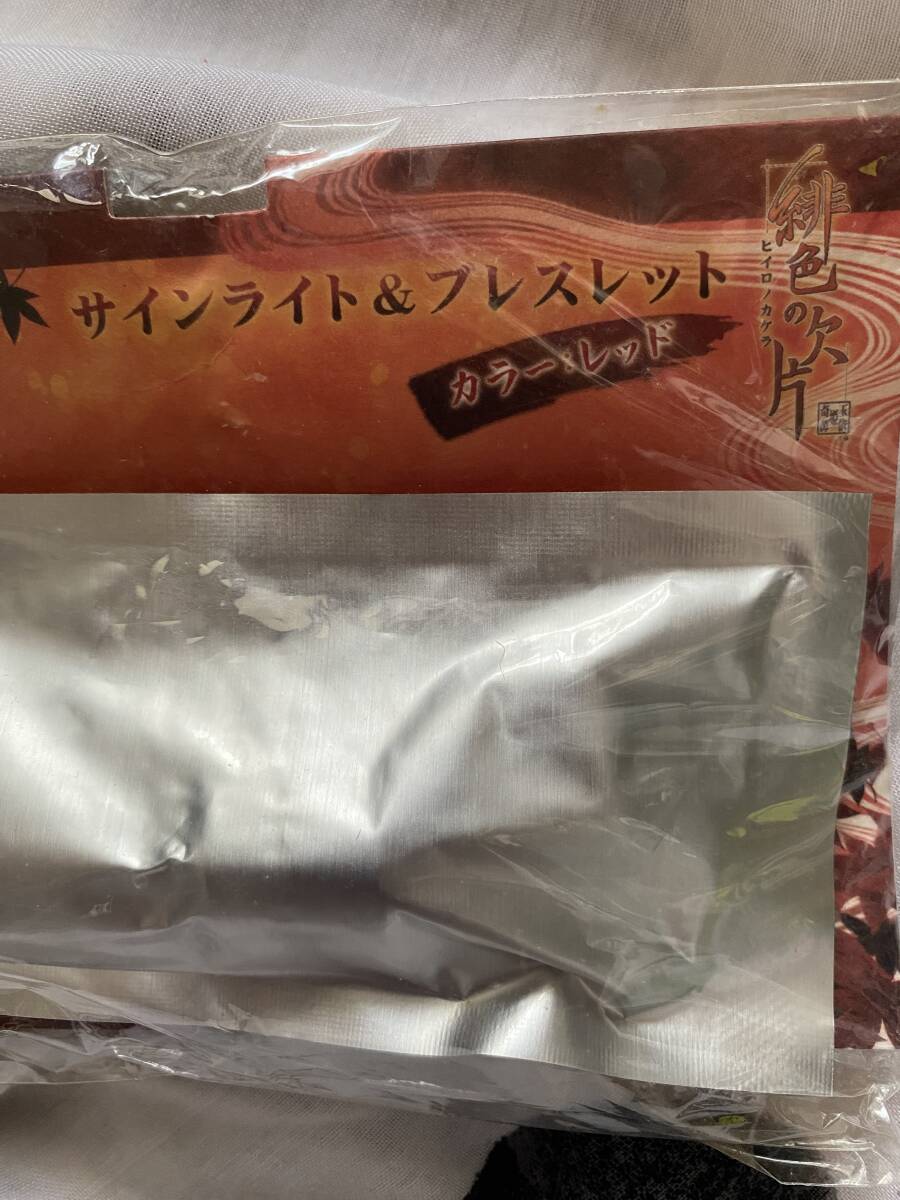 サインライト&ブレスレット
カラー：レッド
緋色の欠片
ヒイロノカケラ